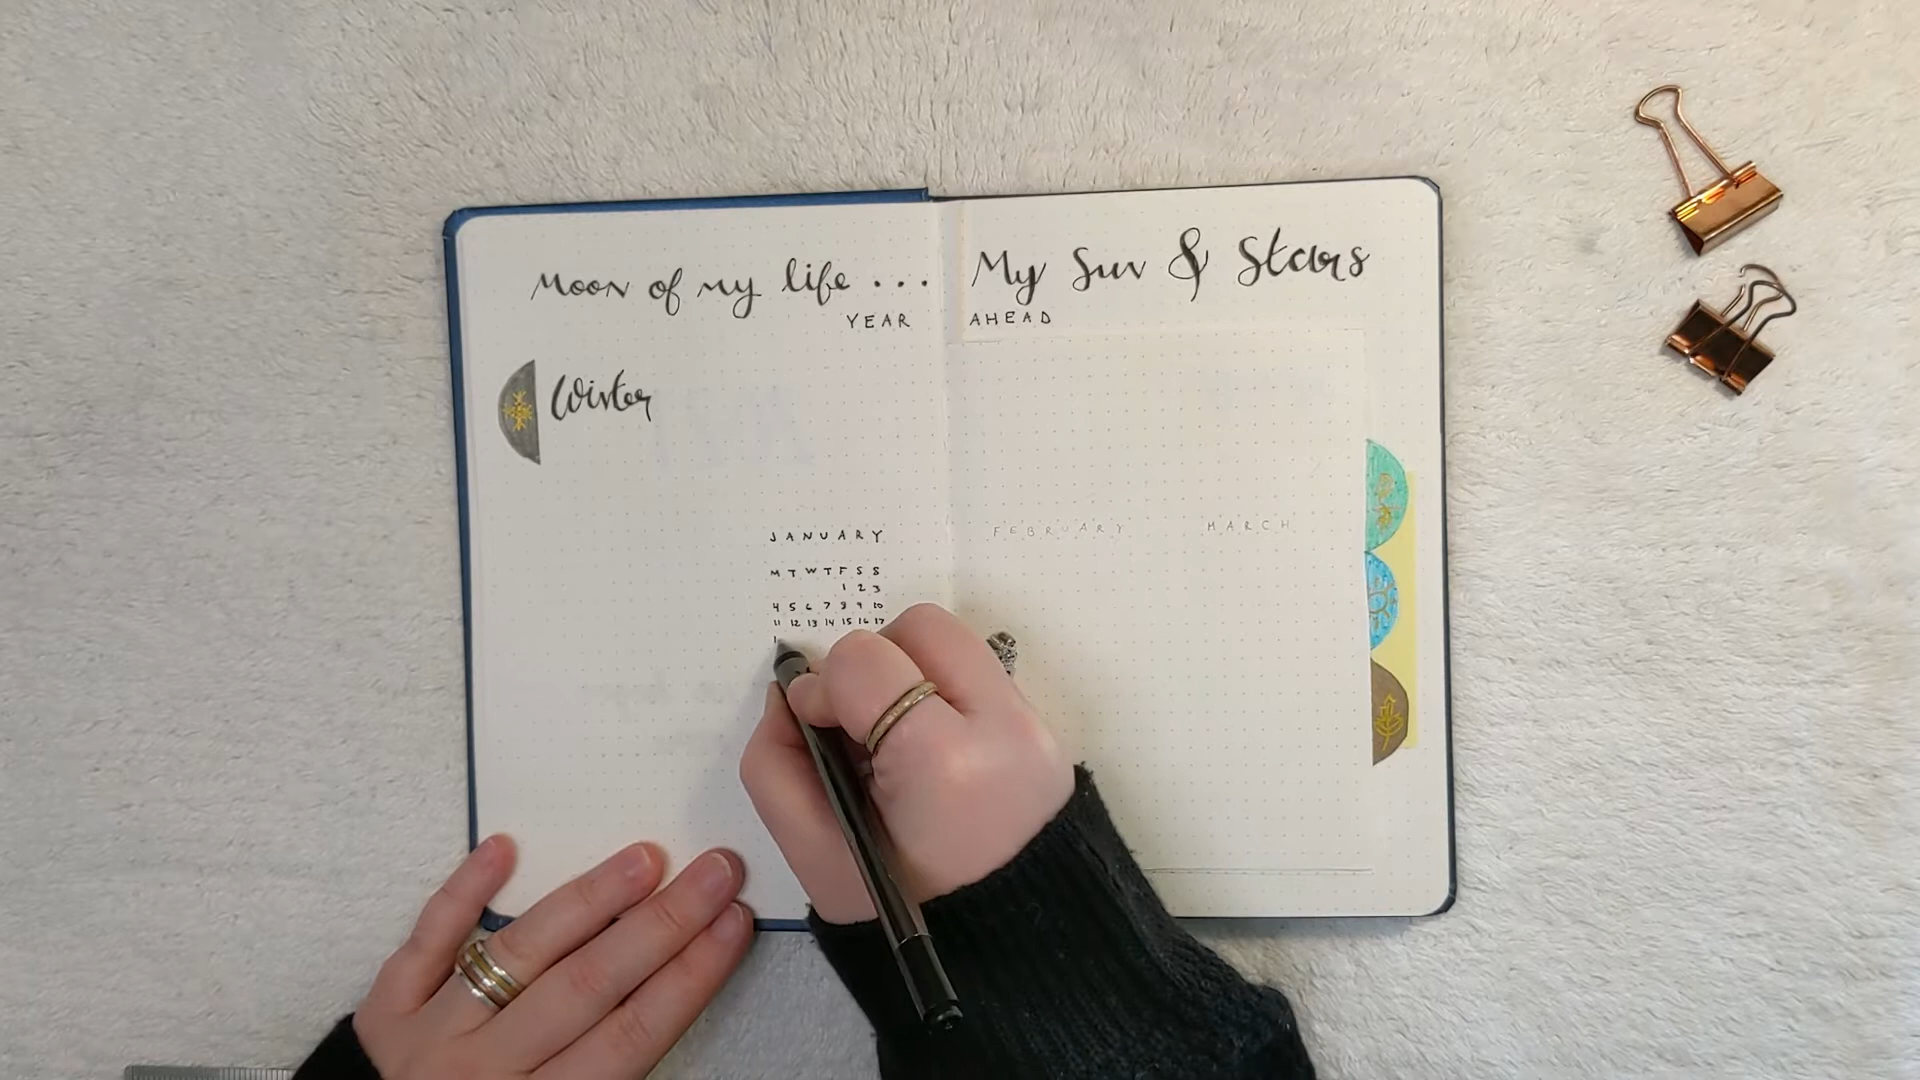 Moon of my life ...
YEAR
Winter
JANUARY
M T W T F S S
1 2 3
4 5 6 7 8 9 10
11 12 13 14 15 16 17
1
My Sun & Stars
AHEAD
FEBRUARY
MARCH